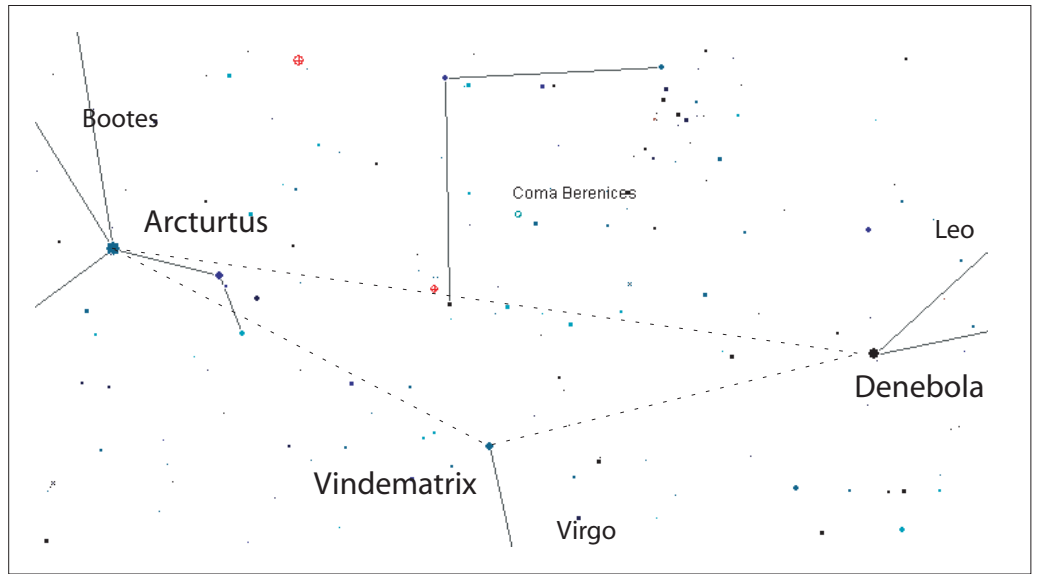 Bootes
Arcturtus
Coma Berenices
Leo
Denebola
Vindematrix
Virgo